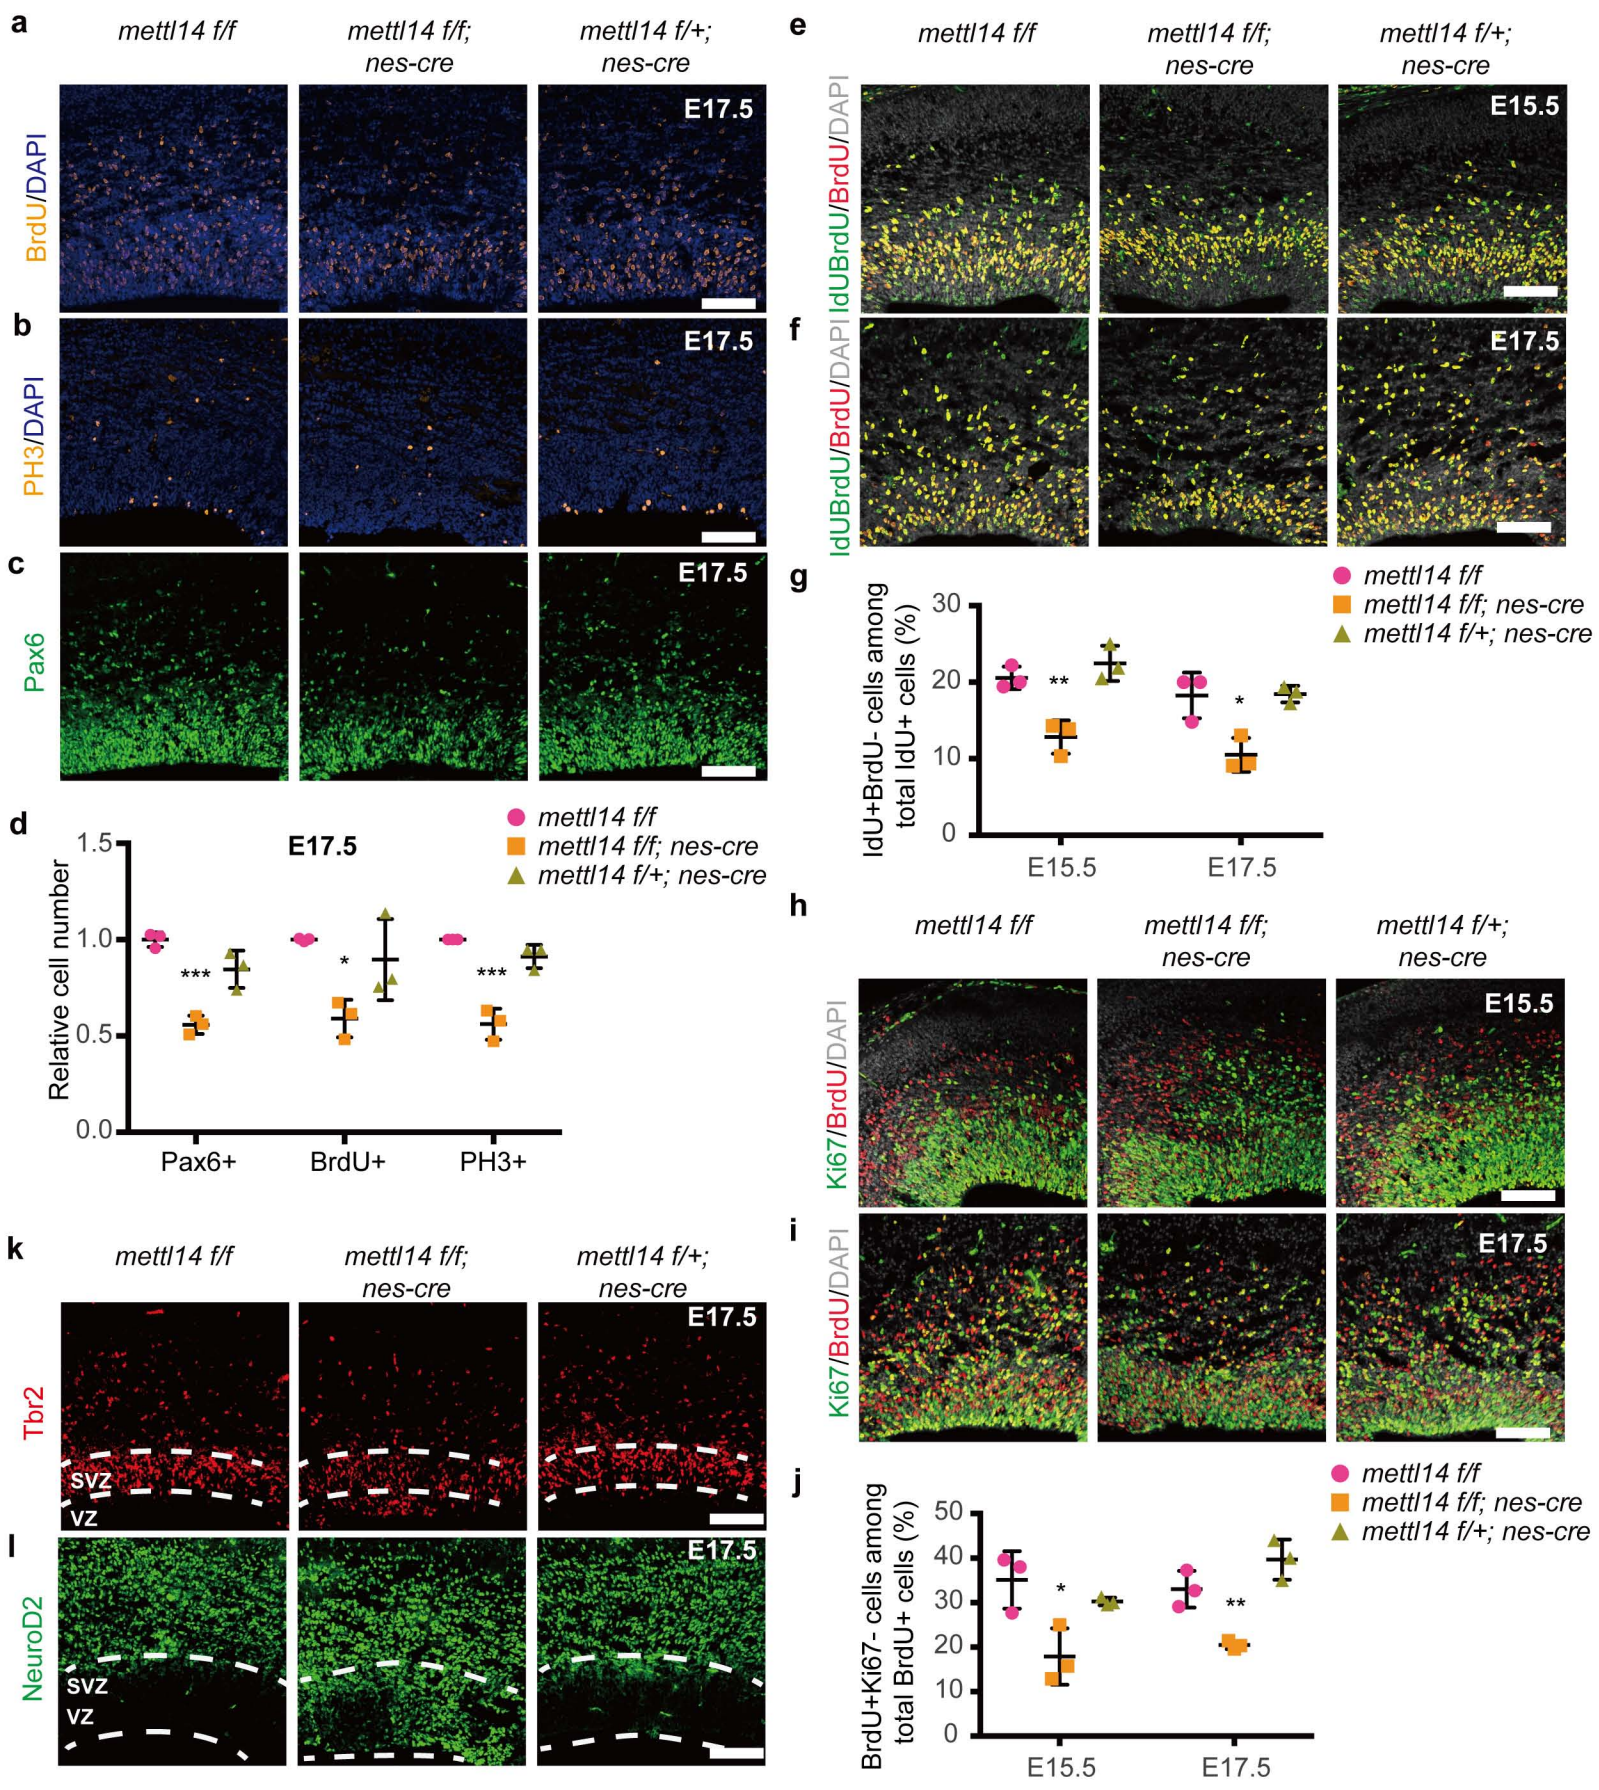 a
mettl14 f/f
mettl14 f/f;
nes-cre
mettl14 f/+;
nes-cre
BrdU/DAPI
E17.5
b
PH3/DAPI
E17.5
c
Pax6
E17.5
d
E17.5
mettl14 f/f
mettl14 f/f; nes-cre
mettl14 f/+; nes-cre
Relative cell number
1.5
1.0
0.5
0.0
***
*
***
Pax6+
BrdU+
PH3+
k
mettl14 f/f
mettl14 f/f;
nes-cre
mettl14 f/+;
nes-cre
Tbr2
E17.5
SVZ
VZ
l
NeuroD2
E17.5
SVZ
VZ
e
mettl14 f/f
mettl14 f/f;
nes-cre
mettl14 f/+;
nes-cre
IdUBrdU/BrdU/DAPI
E15.5
f
IdUBrdU/BrdU/DAPI
E17.5
g
mettl14 f/f
mettl14 f/f; nes-cre
mettl14 f/+; nes-cre
IdU+BrdU- cells among
total IdU+ cells (%)
30
20
10
0
**
*
E15.5
E17.5
h
mettl14 f/f
mettl14 f/f;
nes-cre
mettl14 f/+;
nes-cre
Ki67/BrdU/DAPI
E15.5
i
Ki67/BrdU/DAPI
E17.5
j
mettl14 f/f
mettl14 f/f; nes-cre
mettl14 f/+; nes-cre
BrdU+Ki67- cells among
total BrdU+ cells (%)
50
40
30
20
10
0
*
**
E15.5
E17.5